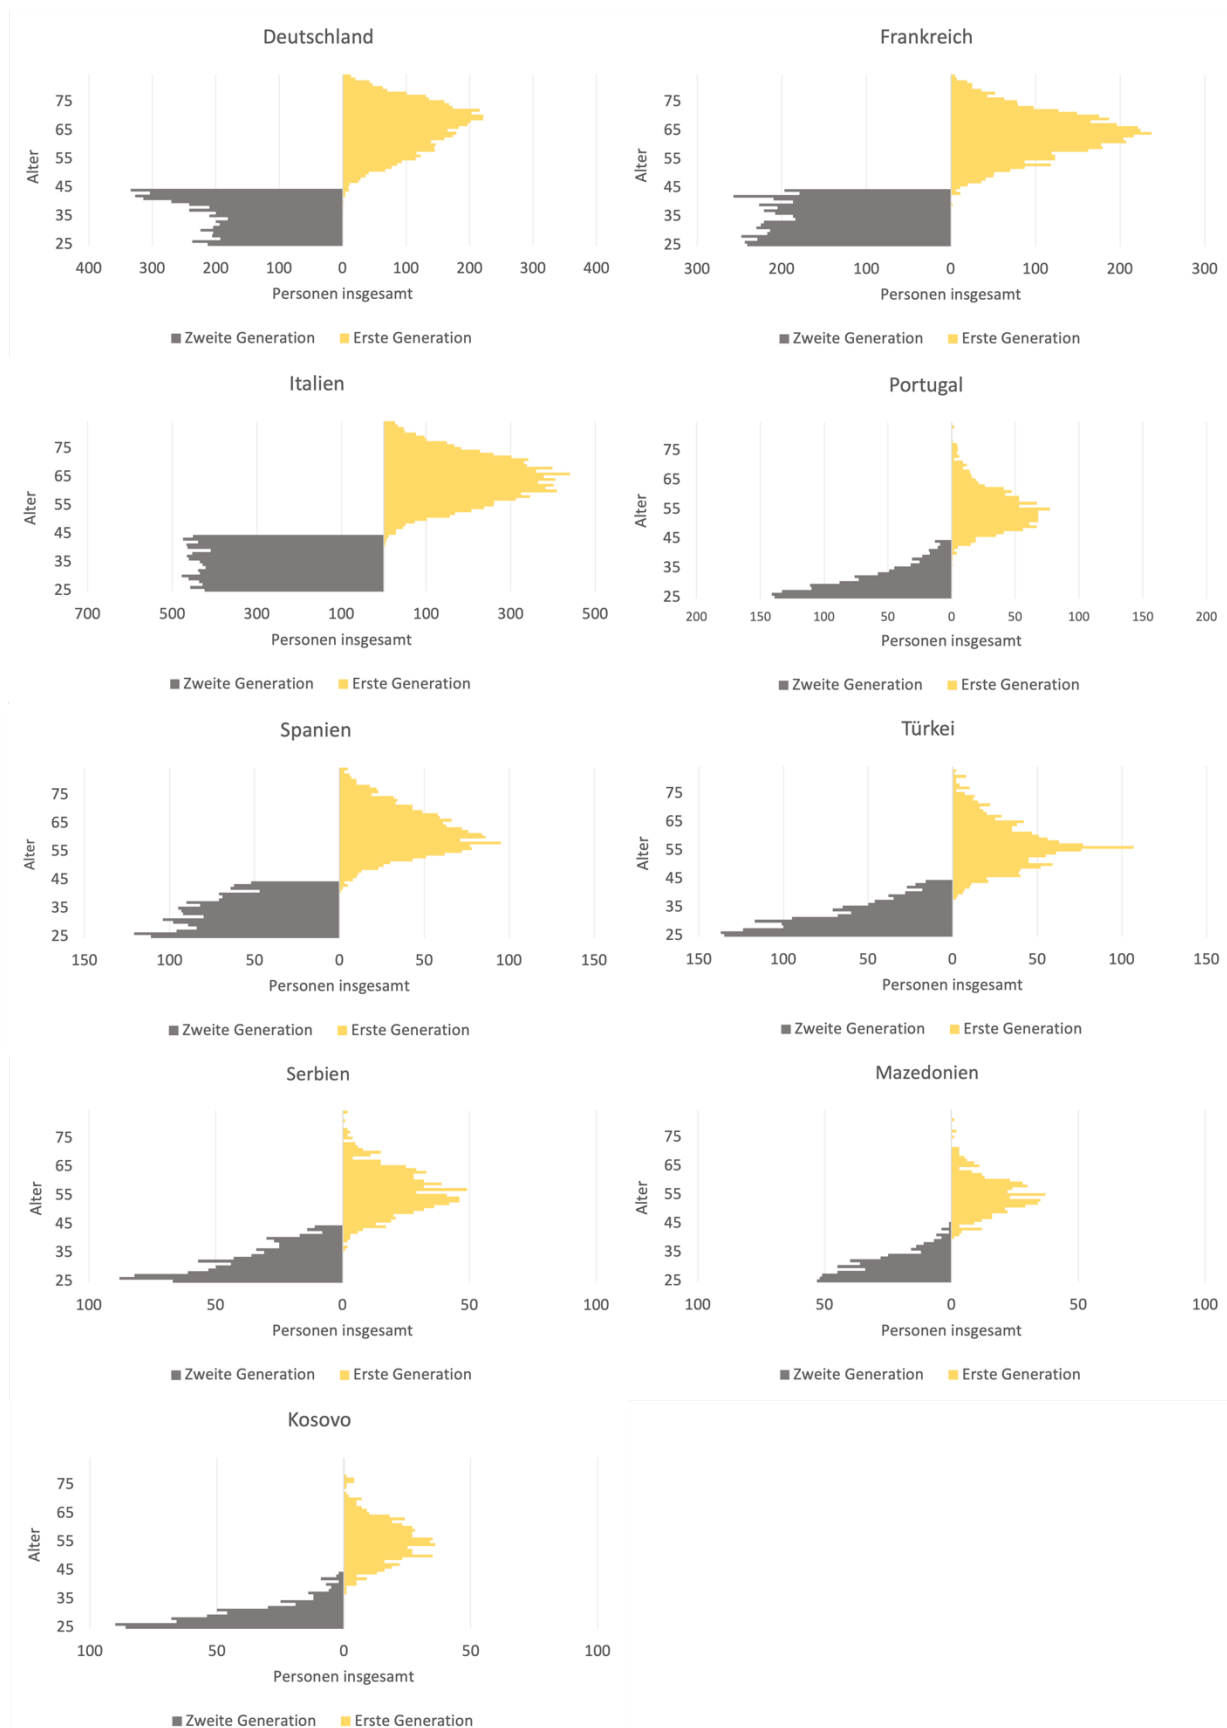 Deutschland
75
65
55
45
35
25
Alter
400 300 200 100 0 100 200 300 400
Personen insgesamt
Zweite Generation Erste Generation
Frankreich
75
65
55
45
35
25
Alter
300 200 100 0 100 200 300
Personen insgesamt
Zweite Generation Erste Generation
Italien
75
65
55
45
35
25
Alter
700 500 300 100 100 300 500
Personen insgesamt
Zweite Generation Erste Generation
Portugal
75
65
55
45
35
25
Alter
200 150 100 50 0 50 100 150 200
Personen insgesamt
Zweite Generation Erste Generation
Spanien
75
65
55
45
35
25
Alter
150 100 50 0 50 100 150
Personen insgesamt
Zweite Generation Erste Generation
Türkei
75
65
55
45
35
25
Alter
150 100 50 0 50 100 150
Personen insgesamt
Zweite Generation Erste Generation
Serbien
75
65
55
45
35
25
Alter
100 50 0 50 100
Personen insgesamt
Zweite Generation Erste Generation
Mazedonien
75
65
55
45
35
25
Alter
100 50 0 50 100
Personen insgesamt
Zweite Generation Erste Generation
Kosovo
75
65
55
45
35
25
Alter
100 50 0 50 100
Personen insgesamt
Zweite Generation Erste Generation